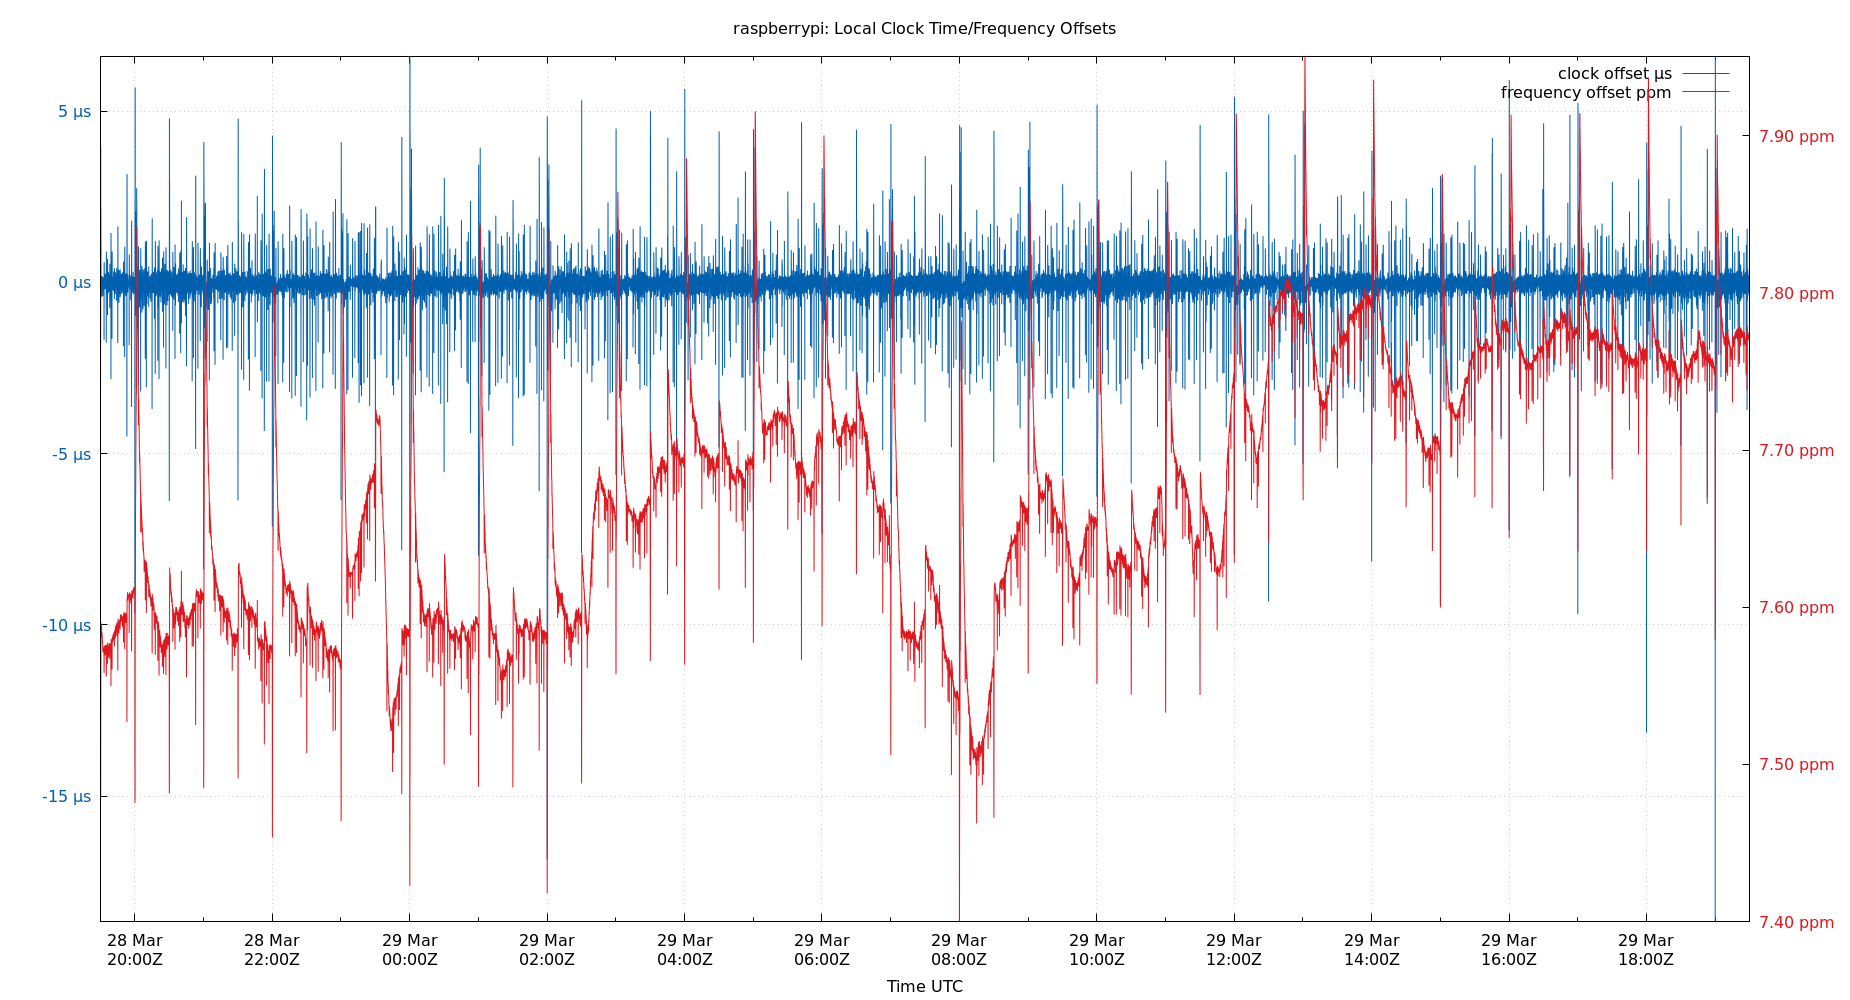 raspberrypi: Local Clock Time/Frequency Offsets
clock offset µs
frequency offset ppm
5 µs
0 µs
-5 µs
-10 µs
-15 µs
7.90 ppm
7.80 ppm
7.70 ppm
7.60 ppm
7.50 ppm
7.40 ppm
28 Mar 28 Mar 29 Mar 29 Mar 29 Mar 29 Mar 29 Mar 29 Mar 29 Mar 29 Mar 29 Mar 29 Mar
20:00Z 22:00Z 00:00Z 02:00Z 04:00Z 06:00Z 08:00Z 10:00Z 12:00Z 14:00Z 16:00Z 18:00Z
Time UTC